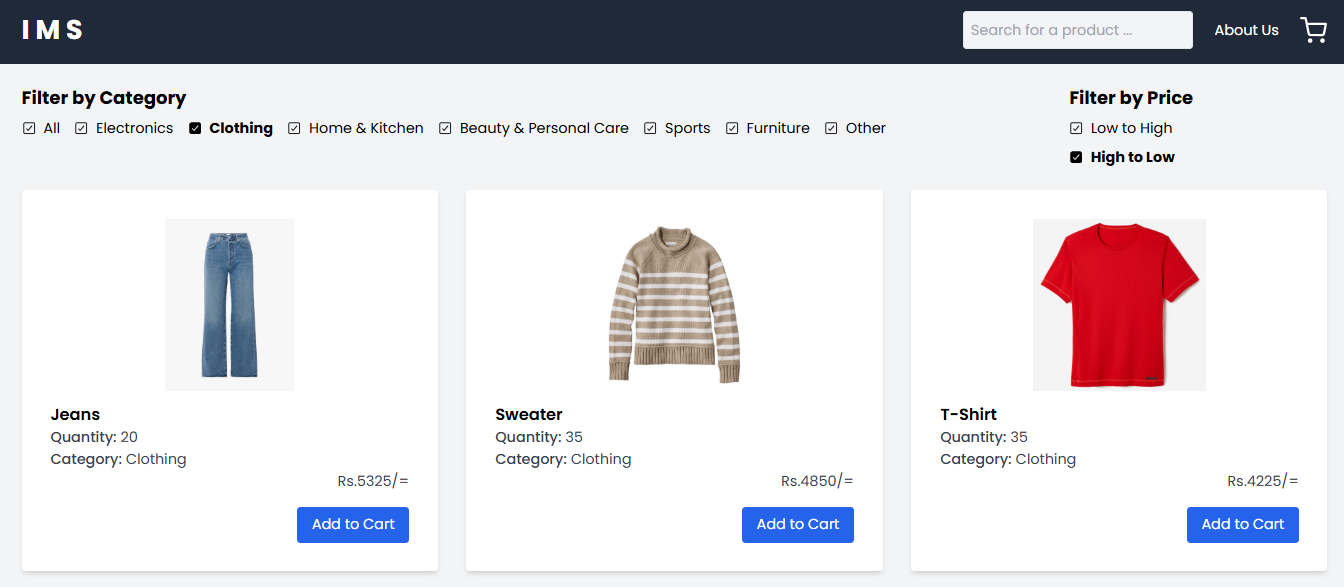 IMS
Search for a product ...
About Us
Filter by Category
All Electronics Clothing Home & Kitchen Beauty & Personal Care Sports Furniture Other
Filter by Price
Low to High
High to Low
Jeans
Quantity: 20
Category: Clothing
Rs.5325/=
Add to Cart
Sweater
Quantity: 35
Category: Clothing
Rs.4850/=
Add to Cart
T-Shirt
Quantity: 35
Category: Clothing
Rs.4225/=
Add to Cart